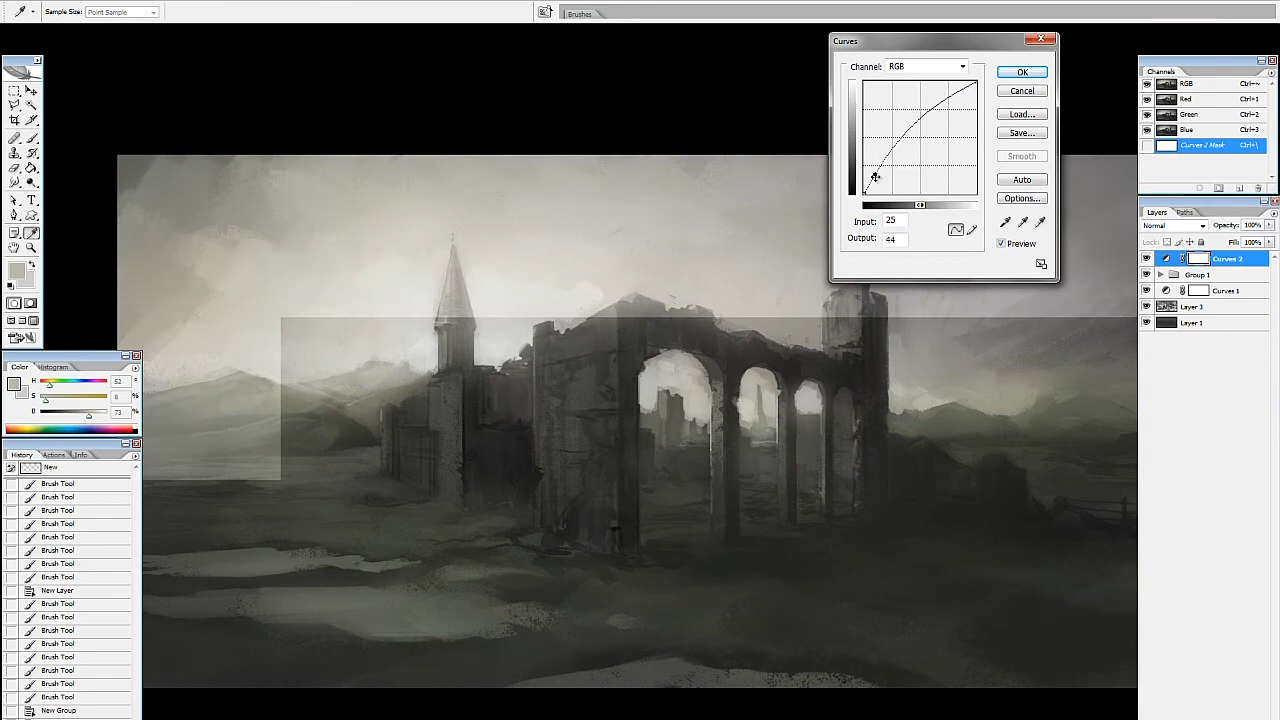 Sample Size: Point Sample
Brushes
Curves
Channel: RGB
OK
Cancel
Load...
Save...
Smooth
Auto
Options...
Input: 25
Output: 44
Preview
Channels
RGB Ctrl+~
Red Ctrl+1
Green Ctrl+2
Blue Ctrl+3
Curves 2 Mask Ctrl+\
Layers Paths
Normal Opacity: 100%
Lock: Fill: 100%
Curves 2
Group 1
Curves 1
Layer 3
Layer 1
Color Histogram
H 52 °
S 8 %
B 73 %
History Actions Info
New
Brush Tool
Brush Tool
Brush Tool
Brush Tool
Brush Tool
Brush Tool
Brush Tool
Brush Tool
New Layer
Brush Tool
Brush Tool
Brush Tool
Brush Tool
Brush Tool
Brush Tool
Brush Tool
Brush Tool
New Group